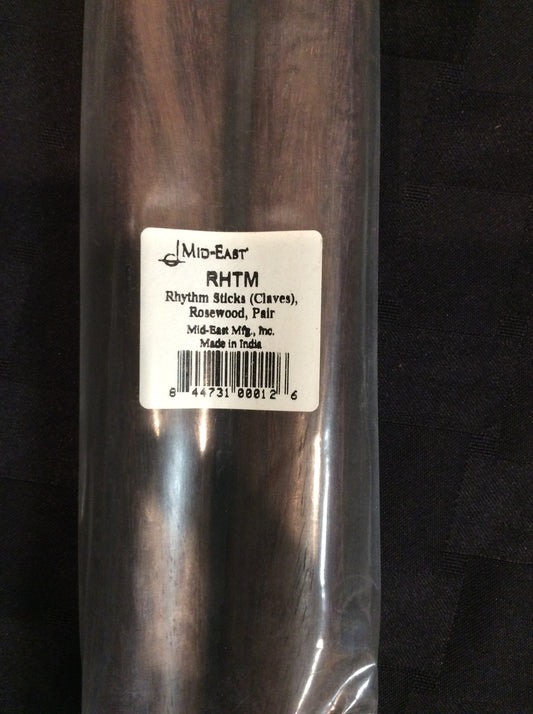 MID-EAST
RHTM
Rhythm Sticks (Claves),
Rosewood, Pair
Mid-East Mfg., Inc.
Made in India
8 44731 00012 6